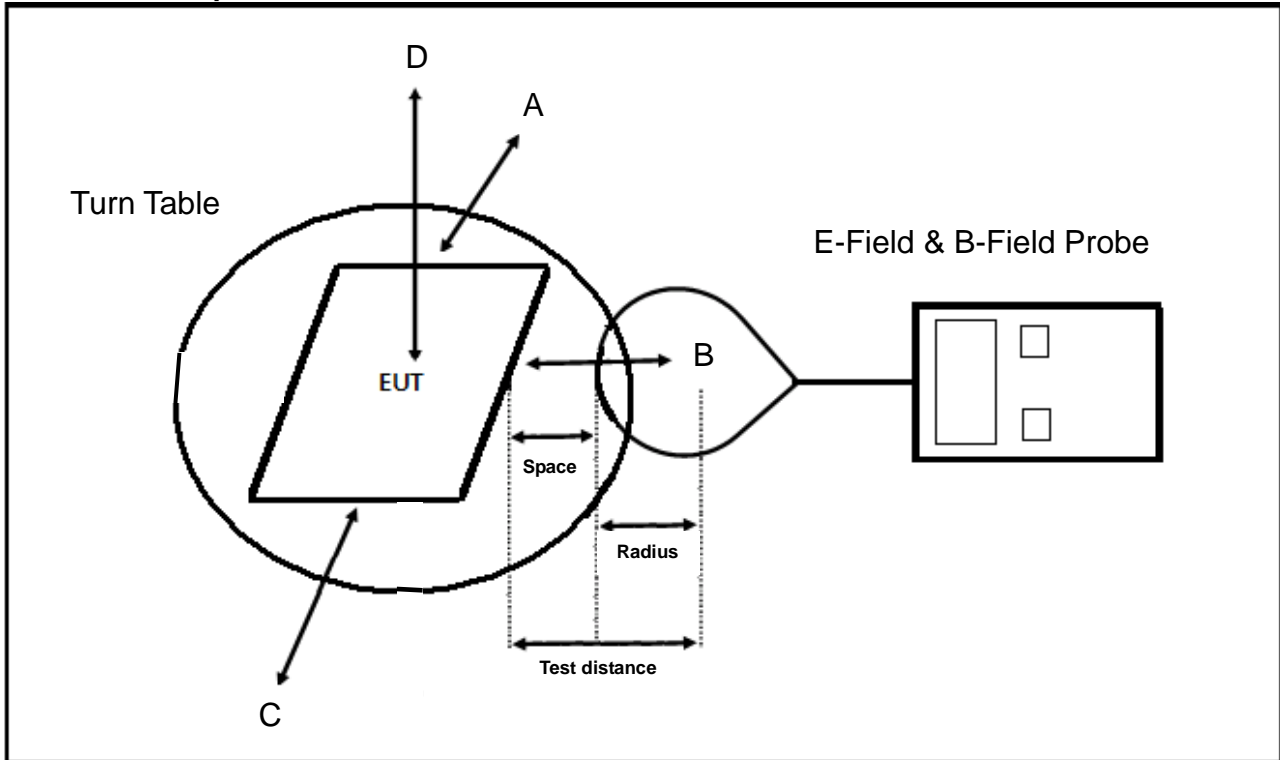 D
A
Turn Table
E-Field & B-Field Probe
B
EUT
Space
Radius
Test distance
C